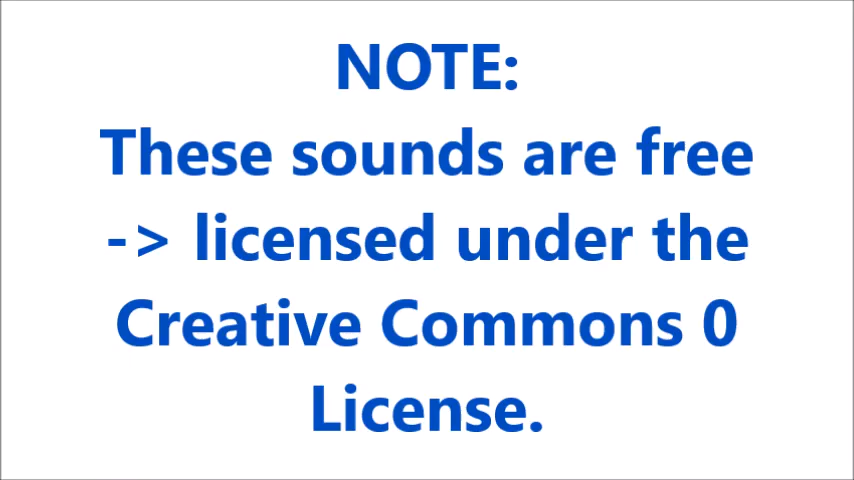 NOTE:
These sounds are free
-> licensed under the
Creative Commons 0
License.